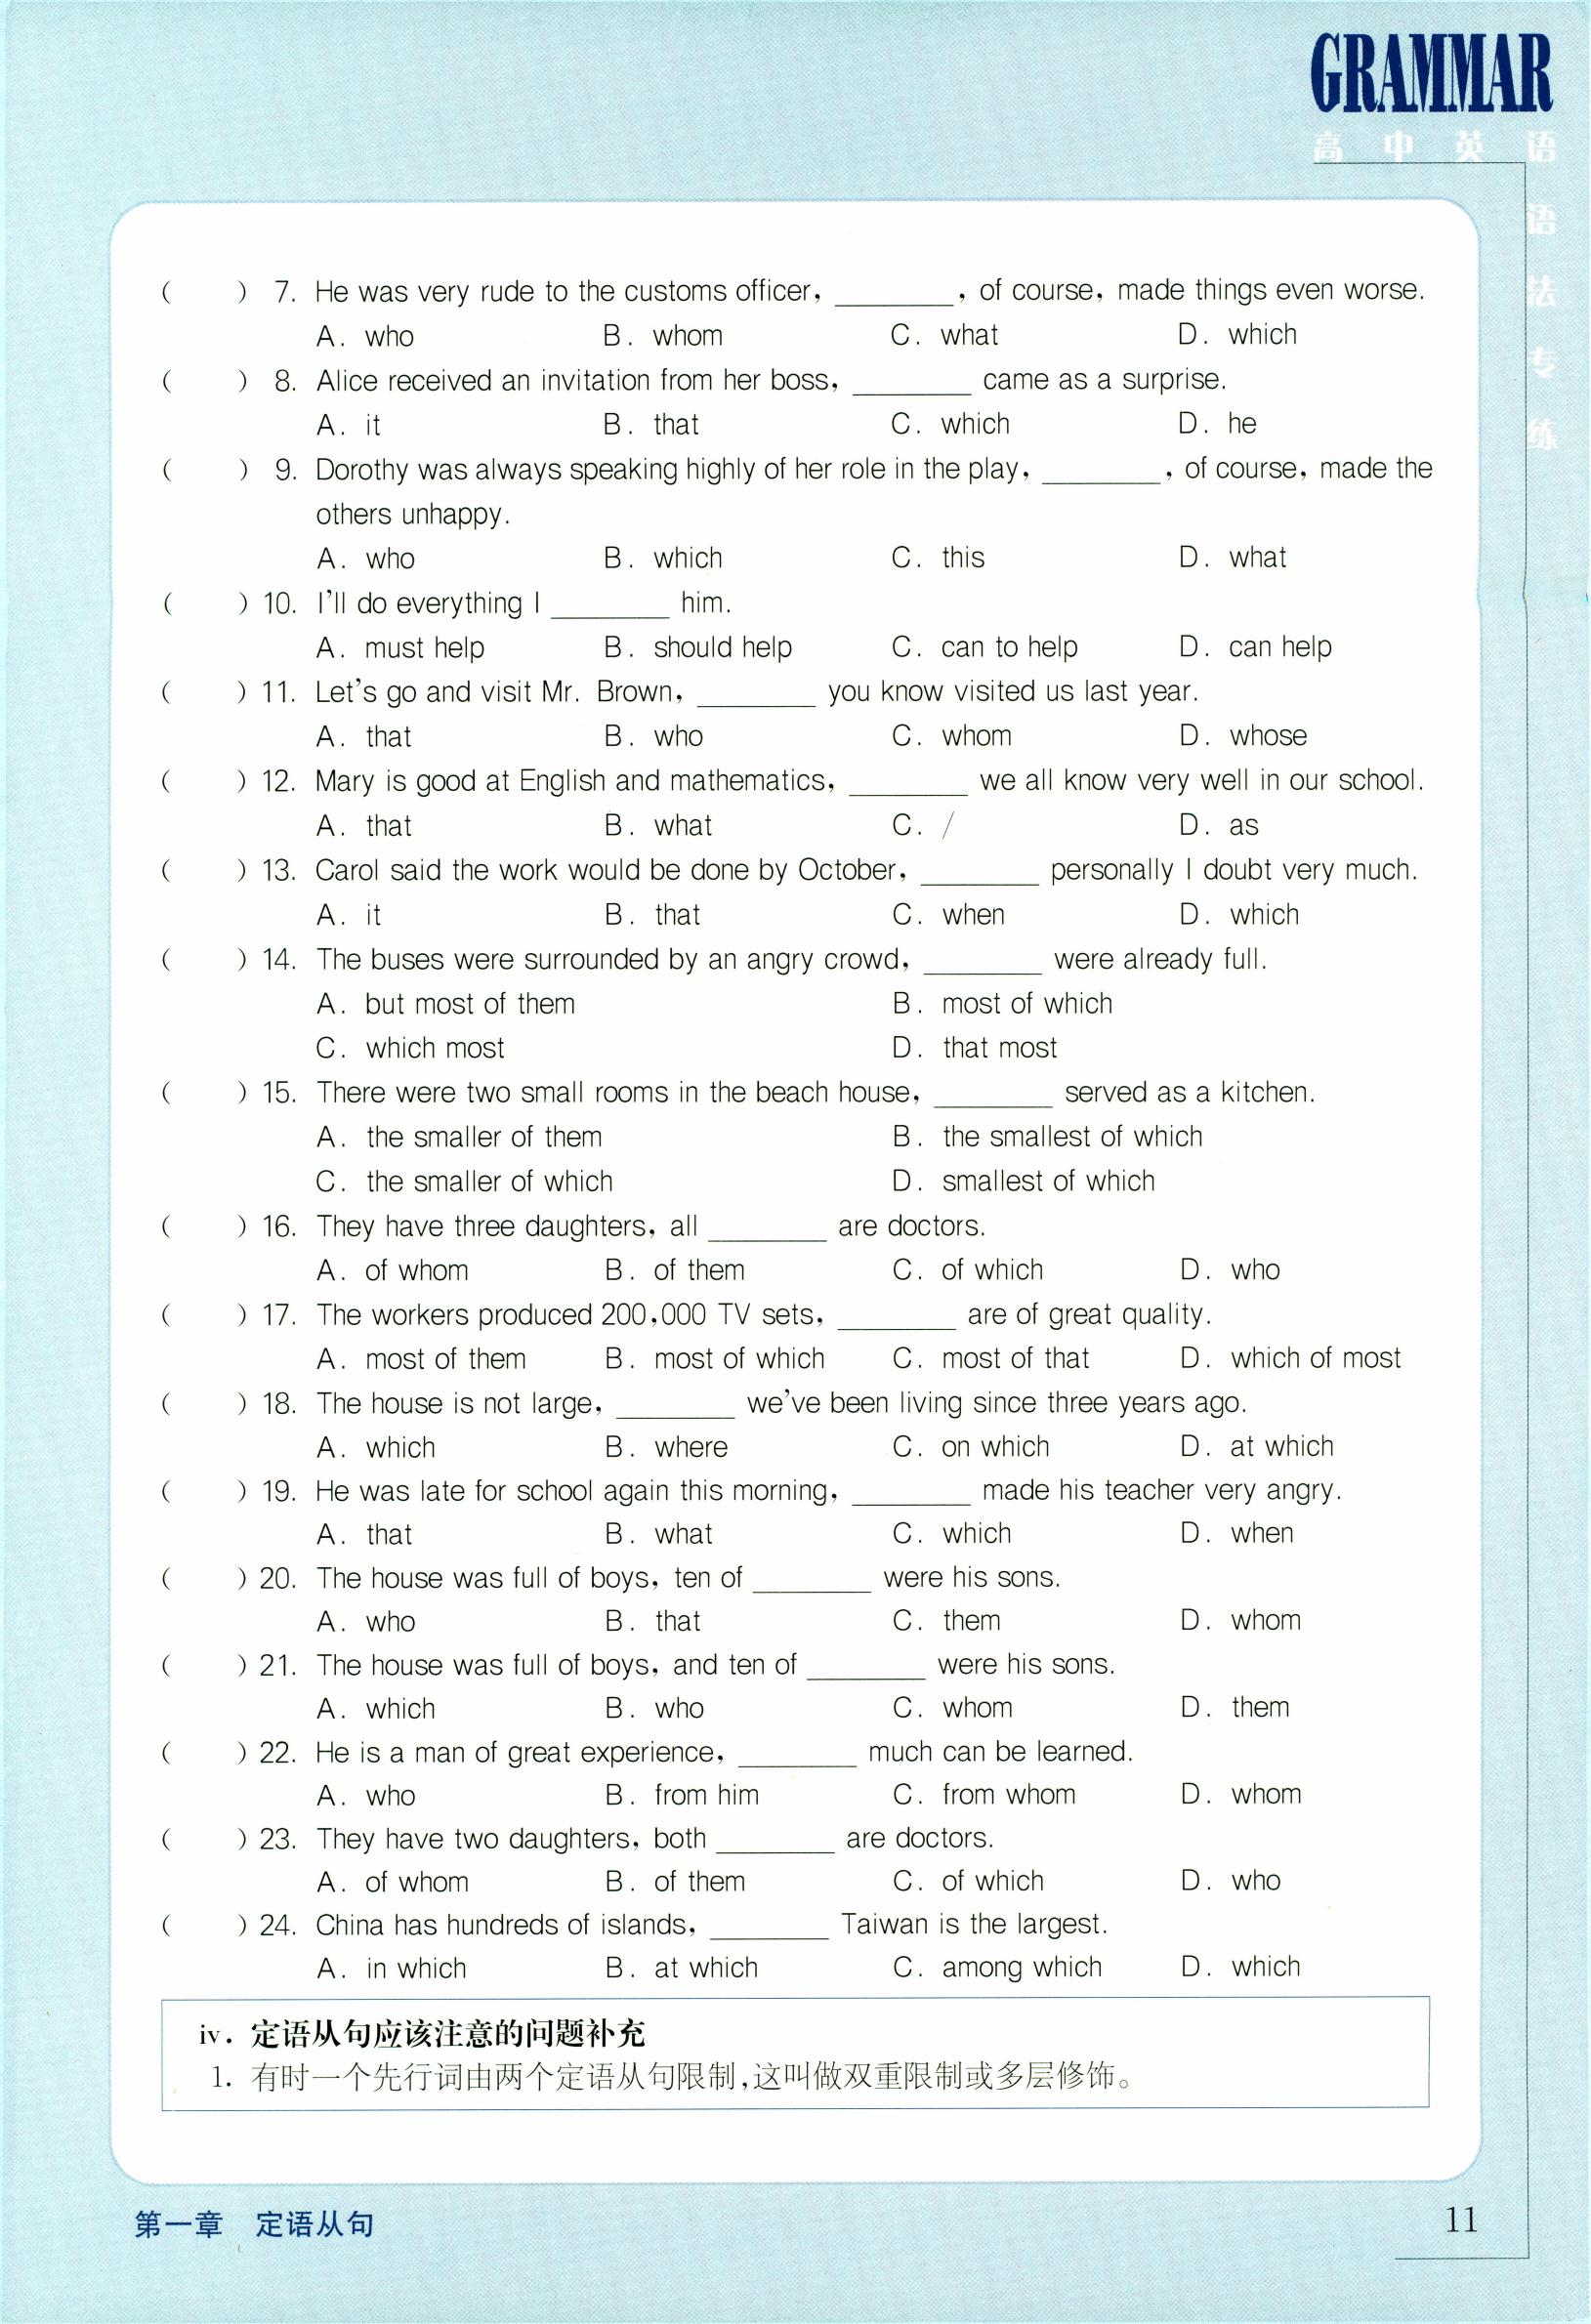 GRAMMAR
高中英语
语法专练
( ) 7. He was very rude to the customs officer, ________, of course, made things even worse.
A. who B. whom C. what D. which
( ) 8. Alice received an invitation from her boss, ________ came as a surprise.
A. it B. that C. which D. he
( ) 9. Dorothy was always speaking highly of her role in the play, ________, of course, made the
others unhappy.
A. who B. which C. this D. what
( ) 10. I'll do everything I ________ him.
A. must help B. should help C. can to help D. can help
( ) 11. Let's go and visit Mr. Brown, ________ you know visited us last year.
A. that B. who C. whom D. whose
( ) 12. Mary is good at English and mathematics, ________ we all know very well in our school.
A. that B. what C. / D. as
( ) 13. Carol said the work would be done by October, ________ personally I doubt very much.
A. it B. that C. when D. which
( ) 14. The buses were surrounded by an angry crowd, ________ were already full.
A. but most of them B. most of which
C. which most D. that most
( ) 15. There were two small rooms in the beach house, ________ served as a kitchen.
A. the smaller of them B. the smallest of which
C. the smaller of which D. smallest of which
( ) 16. They have three daughters, all ________ are doctors.
A. of whom B. of them C. of which D. who
( ) 17. The workers produced 200,000 TV sets, ________ are of great quality.
A. most of them B. most of which C. most of that D. which of most
( ) 18. The house is not large, ________ we've been living since three years ago.
A. which B. where C. on which D. at which
( ) 19. He was late for school again this morning, ________ made his teacher very angry.
A. that B. what C. which D. when
( ) 20. The house was full of boys, ten of ________ were his sons.
A. who B. that C. them D. whom
( ) 21. The house was full of boys, and ten of ________ were his sons.
A. which B. who C. whom D. them
( ) 22. He is a man of great experience, ________ much can be learned.
A. who B. from him C. from whom D. whom
( ) 23. They have two daughters, both ________ are doctors.
A. of whom B. of them C. of which D. who
( ) 24. China has hundreds of islands, ________ Taiwan is the largest.
A. in which B. at which C. among which D. which
iv. 定语从句应该注意的问题补充
1. 有时一个先行词由两个定语从句限制,这叫做双重限制或多层修饰。
第一章 定语从句
11